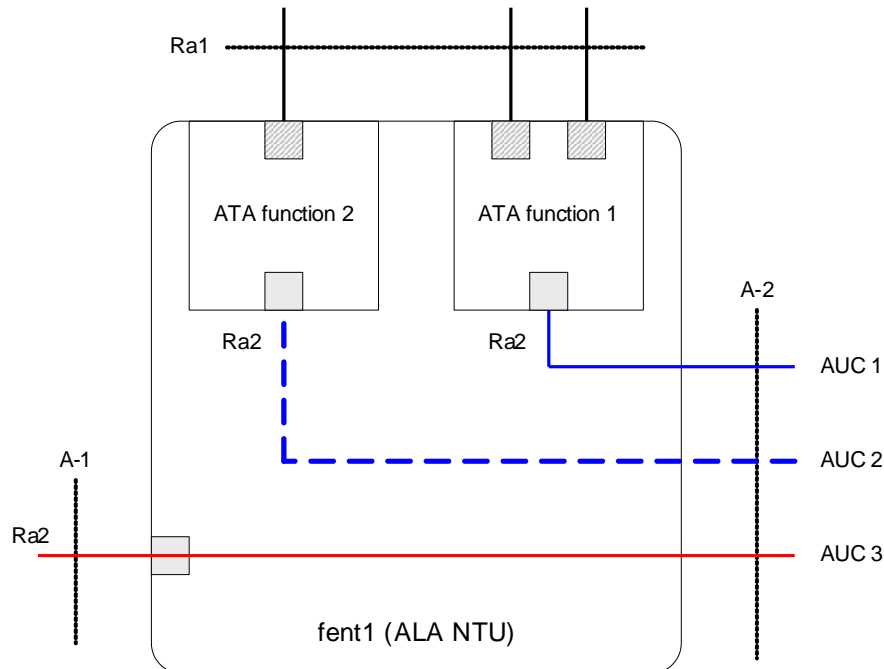 Ra1
ATA function 2
ATA function 1
A-2
Ra2
Ra2
AUC 1
A-1
AUC 2
Ra2
AUC 3
fent1 (ALA NTU)